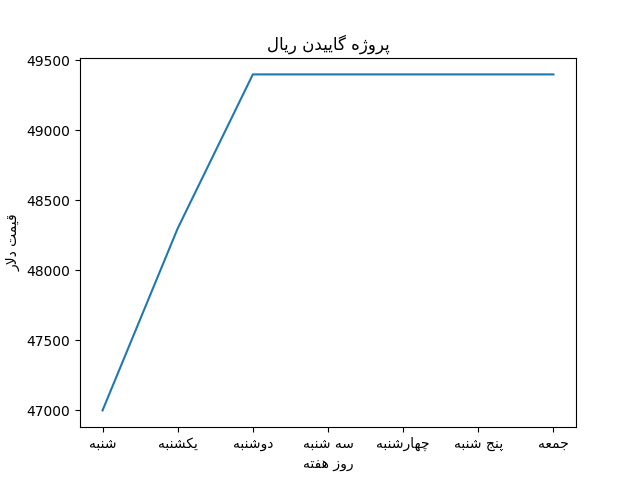 پروژه گاییدن ریال
49500
49000
48500
48000
47500
47000
قیمت دلار
شنبه یکشنبه دوشنبه سه شنبه چهارشنبه پنج شنبه جمعه
روز هفته